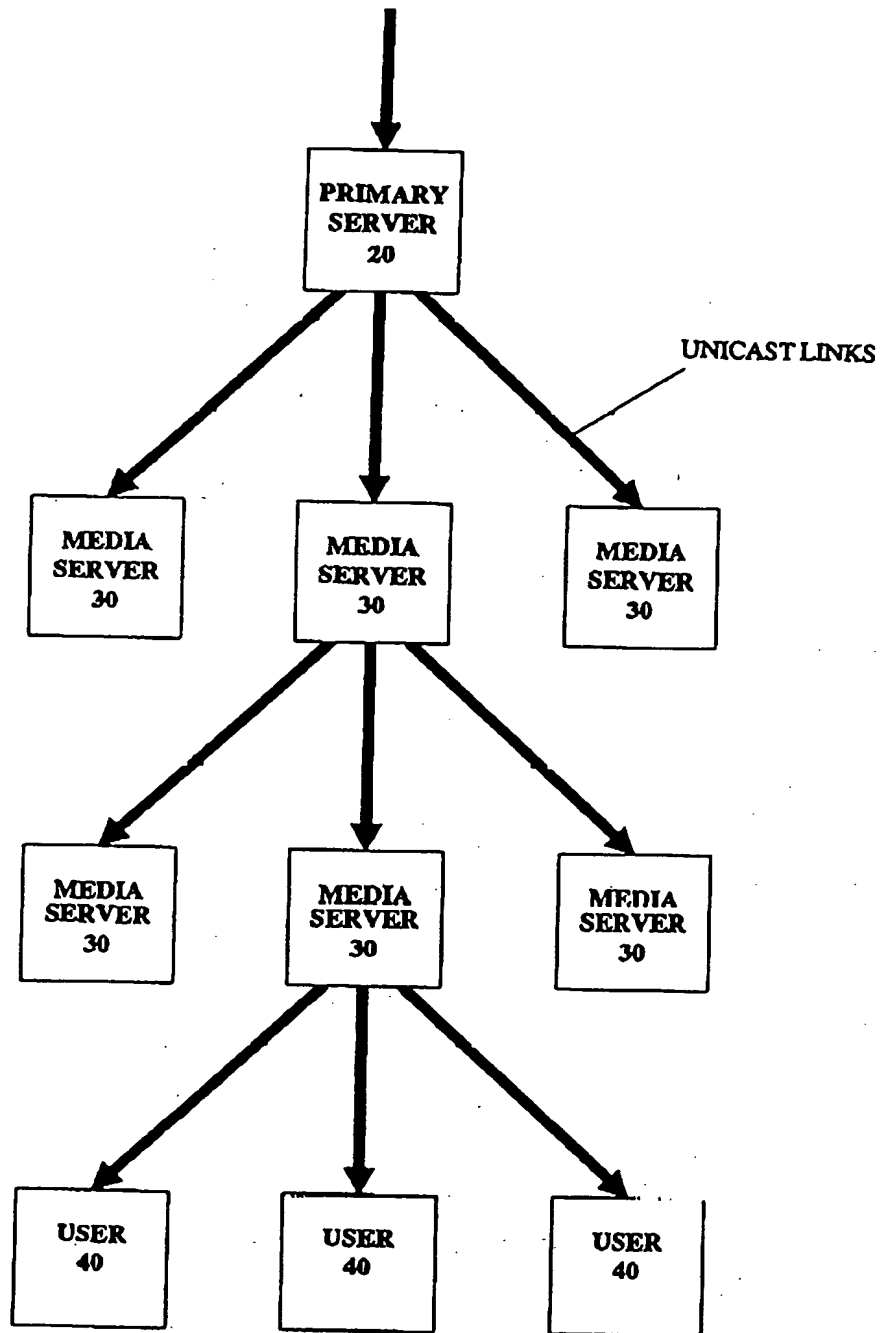 PRIMARY
SERVER
20
UNICAST LINKS
MEDIA
SERVER
30
MEDIA
SERVER
30
MEDIA
SERVER
30
MEDIA
SERVER
30
MEDIA
SERVER
30
MEDIA
SERVER
30
USER
40
USER
40
USER
40